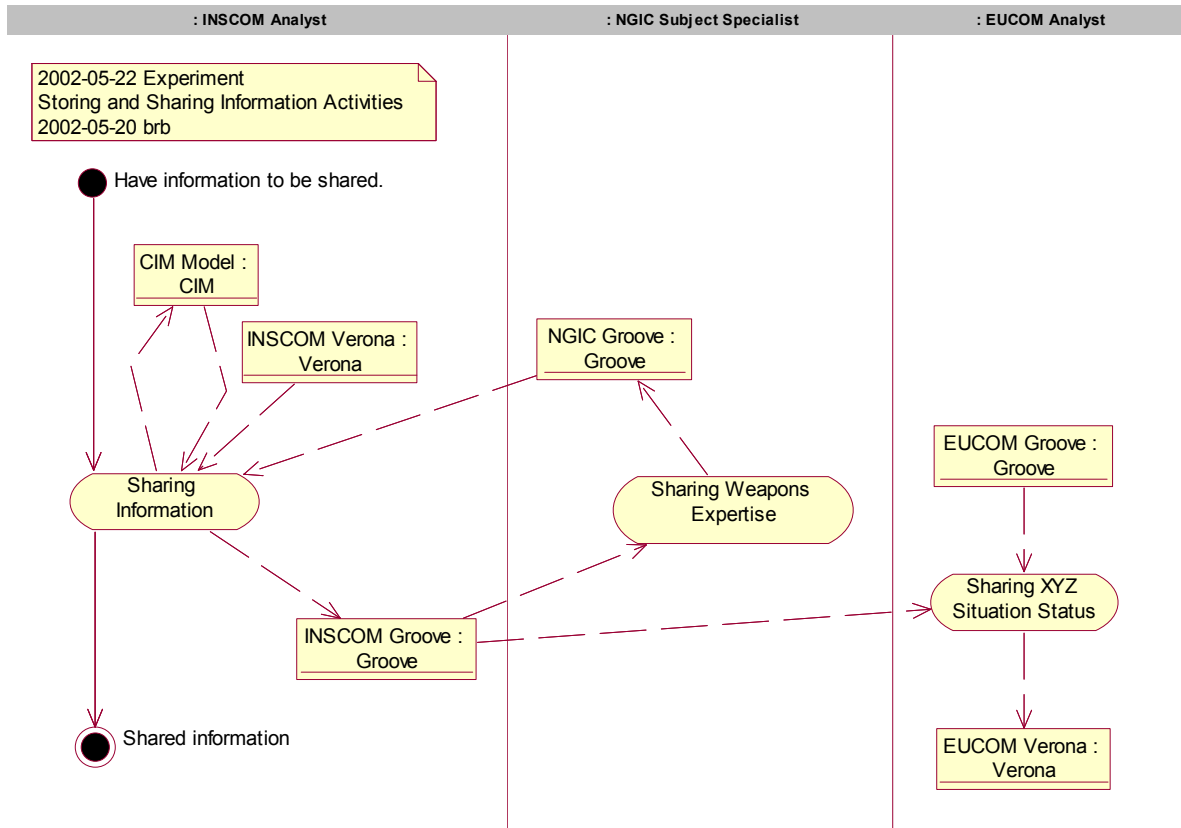 : INSCOM Analyst
: NGIC Subject Specialist
: EUCOM Analyst
2002-05-22 Experiment
Storing and Sharing Information Activities
2002-05-20 brb
Have information to be shared.
CIM Model :
CIM
INSCOM Verona :
Verona
NGIC Groove :
Groove
EUCOM Groove :
Groove
Sharing
Information
Sharing Weapons
Expertise
Sharing XYZ
Situation Status
INSCOM Groove :
Groove
Shared information
EUCOM Verona :
Verona